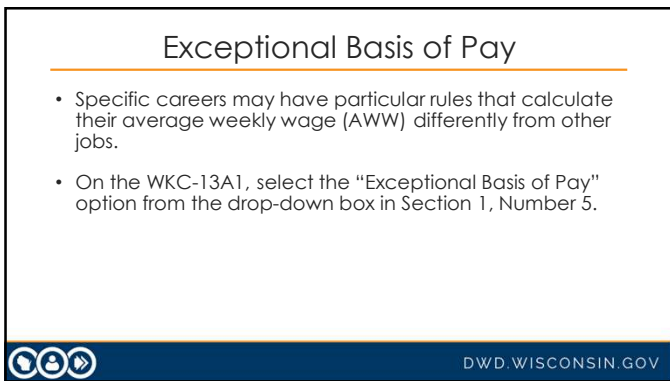 Exceptional Basis of Pay
• Specific careers may have particular rules that calculate
their average weekly wage (AWW) differently from other
jobs.
• On the WKC-13A1, select the “Exceptional Basis of Pay”
option from the drop-down box in Section 1, Number 5.
DWD.WISCONSIN.GOV